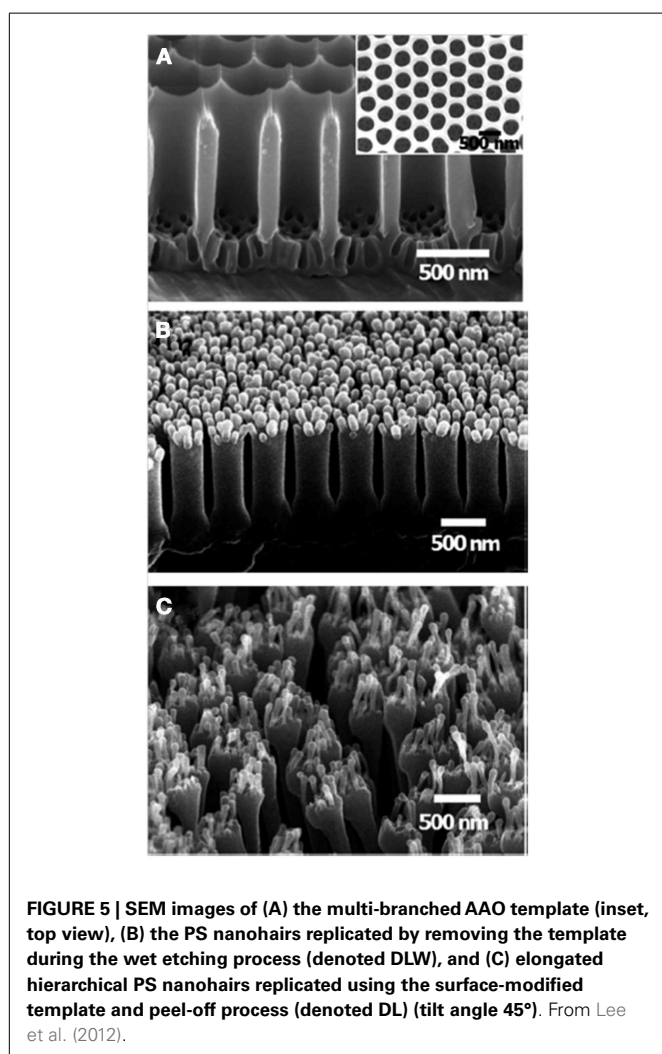 A
500 nm
500 nm
B
500 nm
C
500 nm
FIGURE 5 | SEM images of (A) the multi-branched AAO template (inset,
top view), (B) the PS nanohairs replicated by removing the template
during the wet etching process (denoted DLW), and (C) elongated
hierarchical PS nanohairs replicated using the surface-modified
template and peel-off process (denoted DL) (tilt angle 45°). From Lee
et al. (2012).